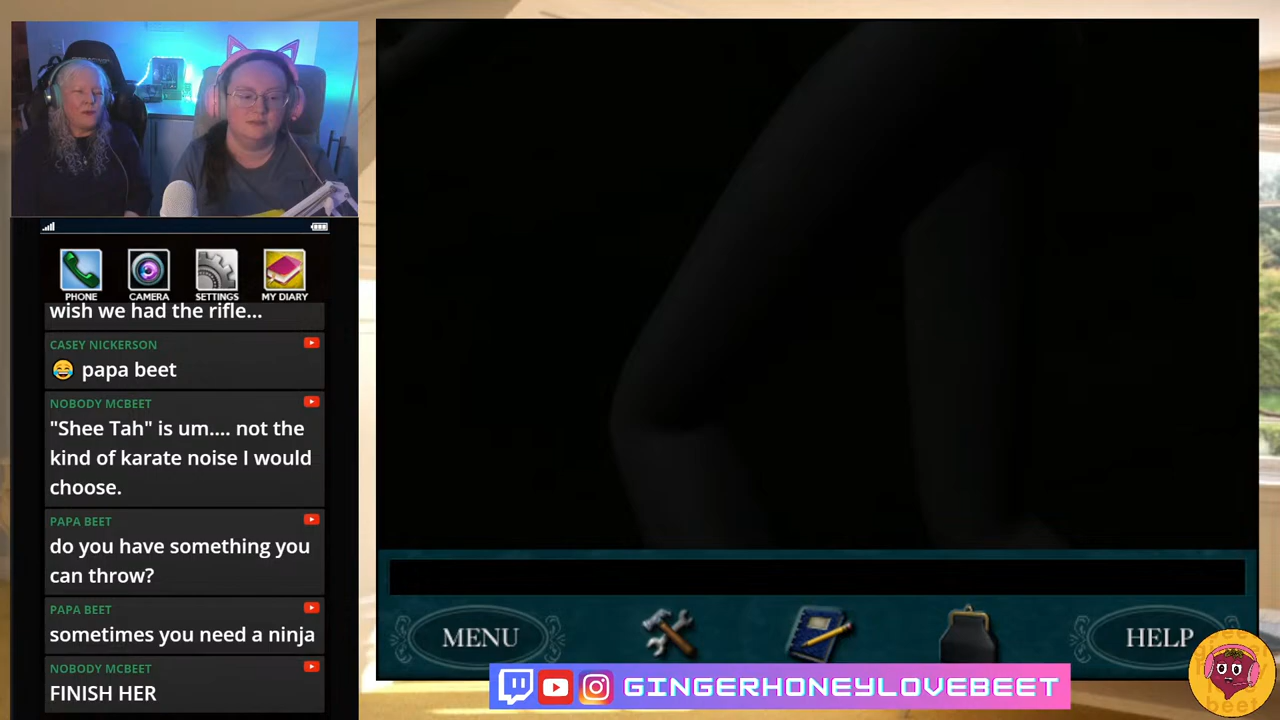 PHONE CAMERA SETTINGS MY DIARY
wish we had the rifle...
CASEY NICKERSON
😂 papa beet
NOBODY MCBEET
"Shee Tah" is um.... not the
kind of karate noise I would
choose.
PAPA BEET
do you have something you
can throw?
PAPA BEET
sometimes you need a ninja
NOBODY MCBEET
FINISH HER
MENU
HELP
GINGERHONEYLOVEBEET